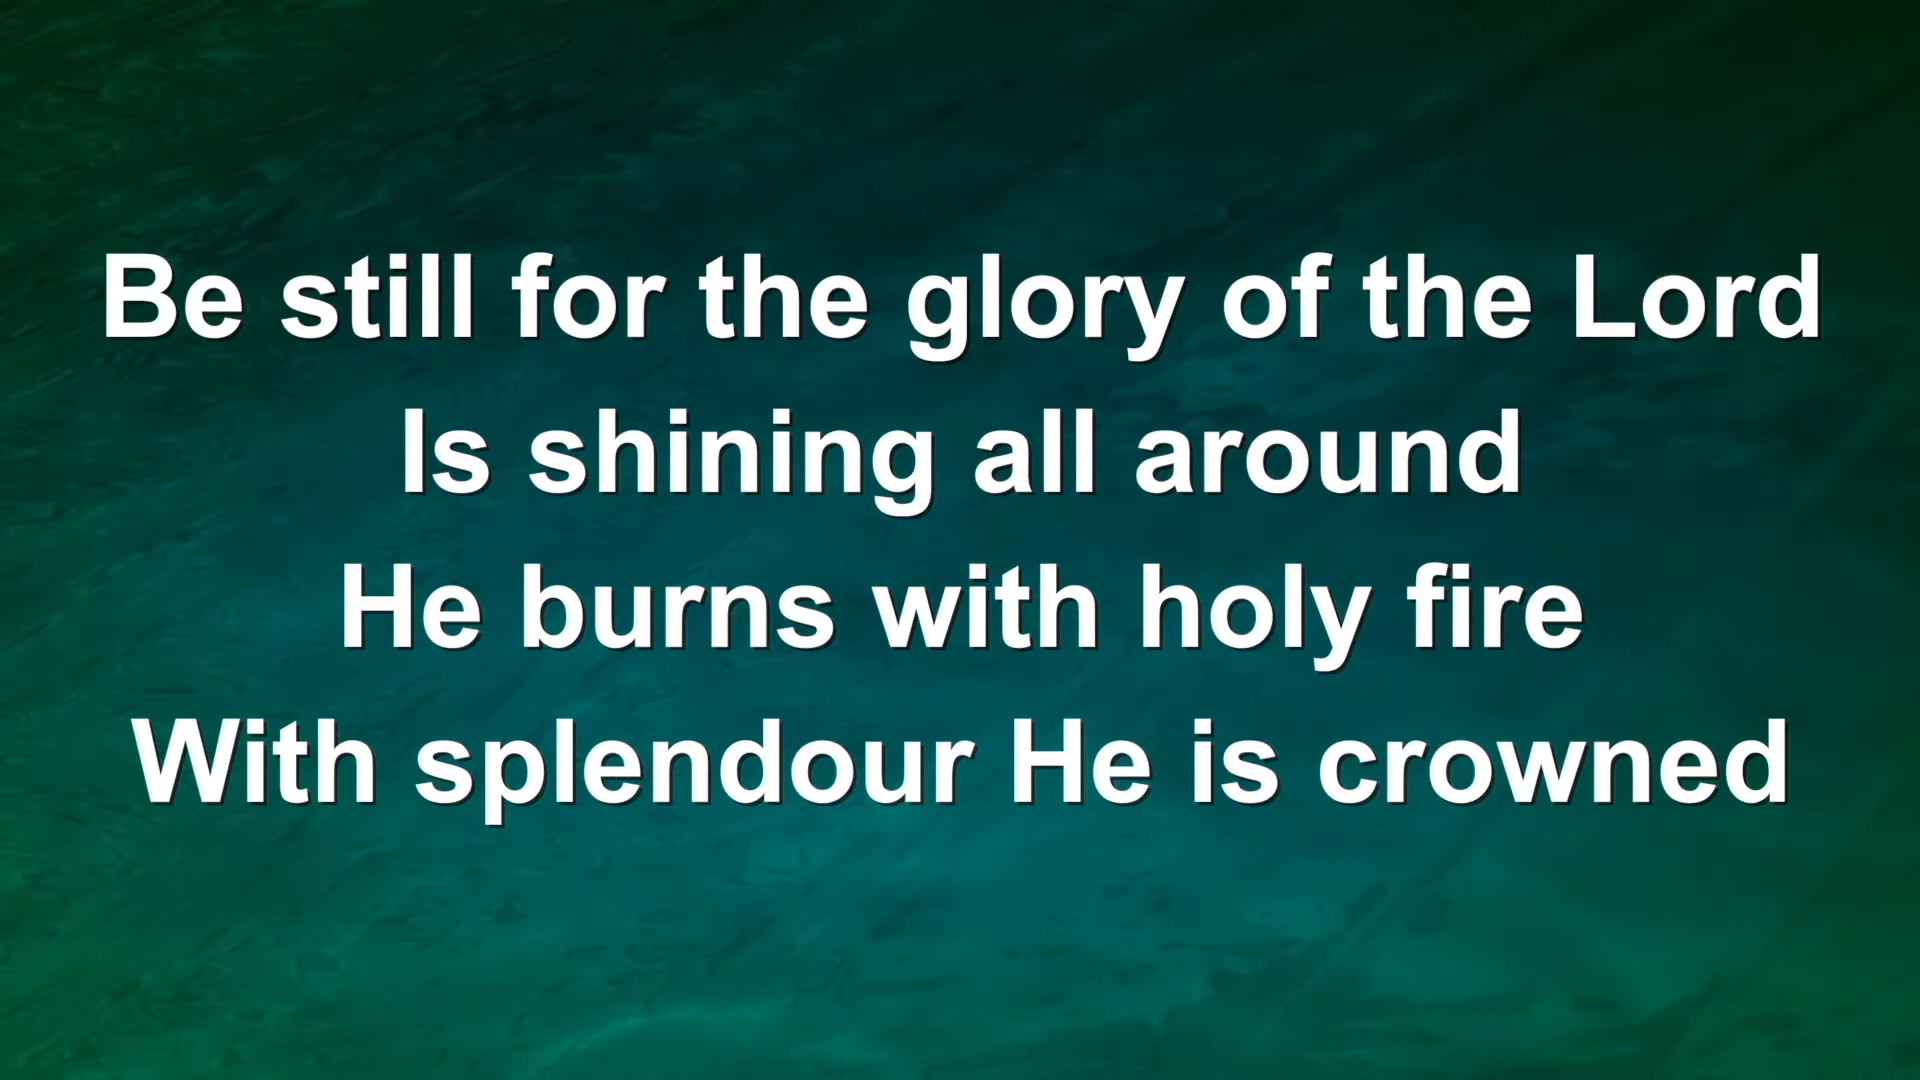 Be still for the glory of the Lord
Is shining all around
He burns with holy fire
With splendour He is crowned